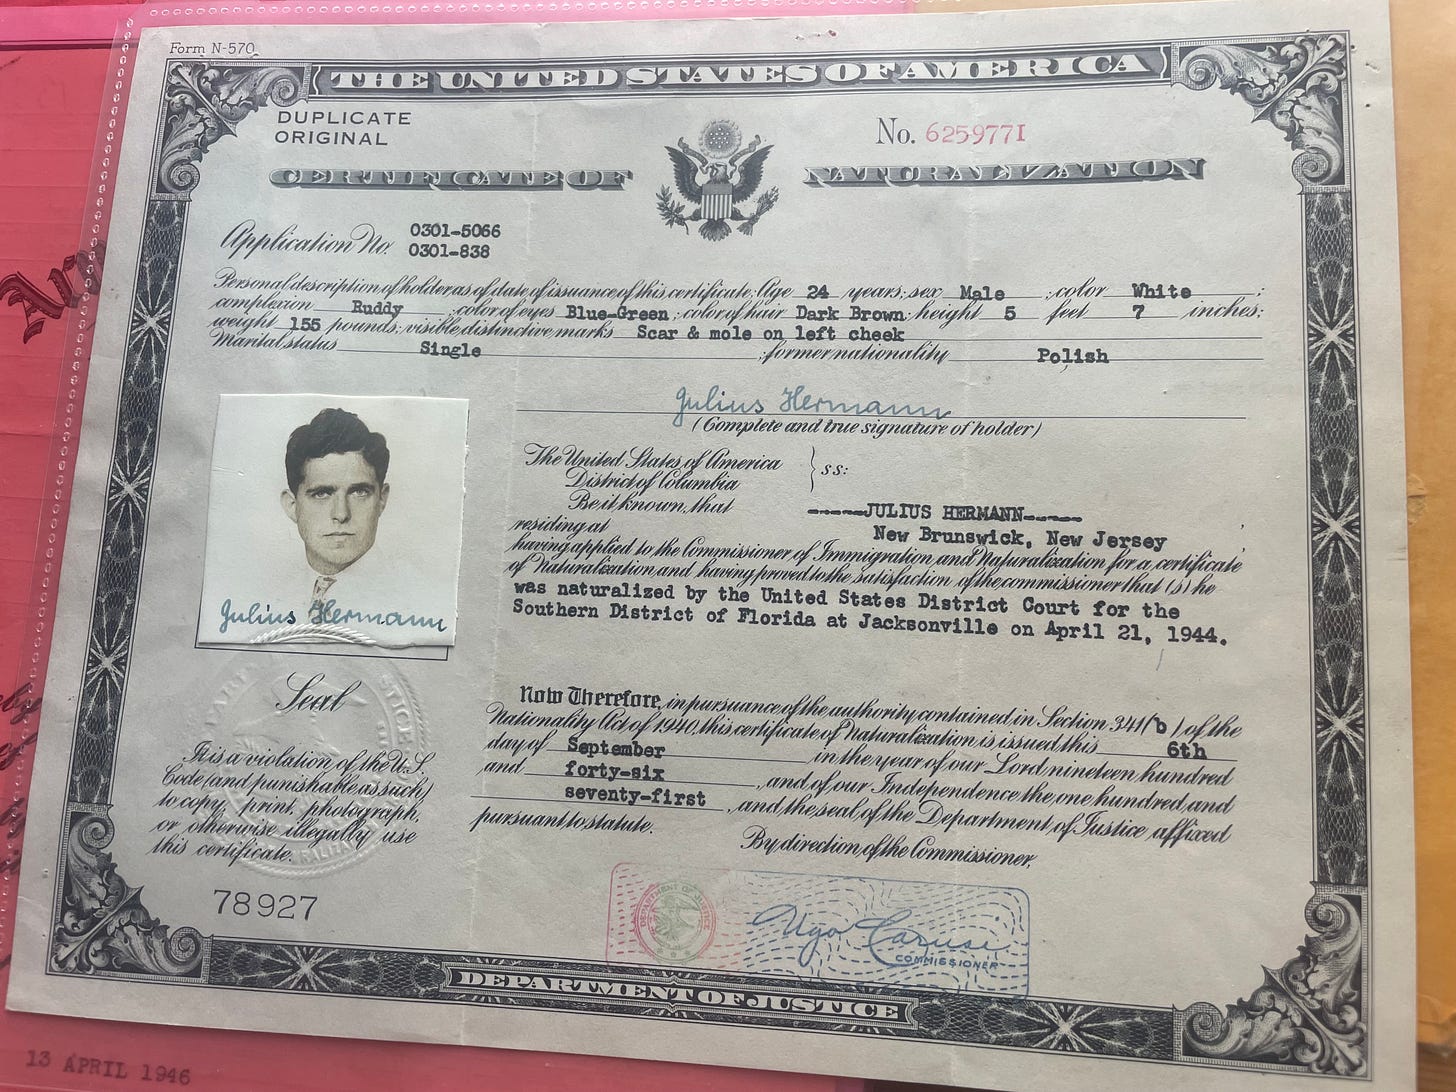 Form N-570
THE UNITED STATES OF AMERICA
DUPLICATE
ORIGINAL
No. 6259771
CERTIFICATE OF NATURALIZATION
Application No. 0301-5066
0301-838
Personal description of holder as of date of issuance of this certificate: Age 24 years; sex Male ; color White ;
complexion Ruddy ; color of eyes Blue-Green ; color of hair Dark Brown ; height 5 feet 7 inches;
weight 155 pounds; visible distinctive marks Scar & mole on left cheek
Marital status Single ; former nationality Polish
Julius Hermann
(Complete and true signature of holder)
The United States of America
District of Columbia } ss:
Be it known, that -----JULIUS HERMANN-----
residing at New Brunswick, New Jersey
having applied to the Commissioner of Immigration and Naturalization for a certificate
of Naturalization, and having proved to the satisfaction of the commissioner that (s)he
was naturalized by the United States District Court for the
Southern District of Florida at Jacksonville on April 21, 1944.
Julius Hermann
Seal
DEPARTMENT JUSTICE
It is a violation of the U.S.
Code (and punishable as such)
to copy, print, photograph,
or otherwise illegally use
this certificate.
78927
Now Therefore, in pursuance of the authority contained in Section 341(b) of the
Nationality Act of 1940, this certificate of Naturalization is issued this 6th
day of September in the year of our Lord nineteen hundred
and forty-six , and of our Independence the one hundred and
seventy-first , and the seal of the Department of Justice affixed
pursuant to statute.
By direction of the Commissioner,
DEPARTMENT OF JUSTICE
Ugo Carusi
COMMISSIONER
DEPARTMENT OF JUSTICE
13 APRIL 1946